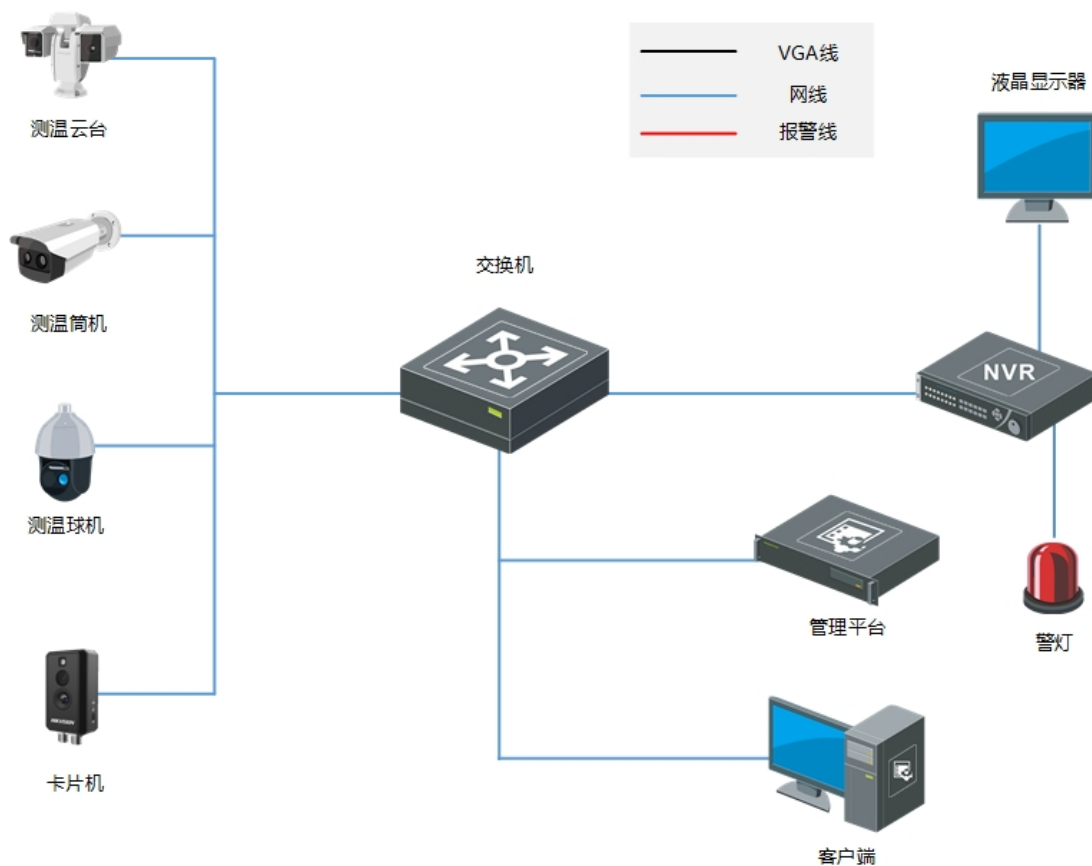 VGA线
网线
报警线
液晶显示器
测温云台
测温筒机
交换机
NVR
测温球机
管理平台
警灯
HIKVISION
卡片机
客户端